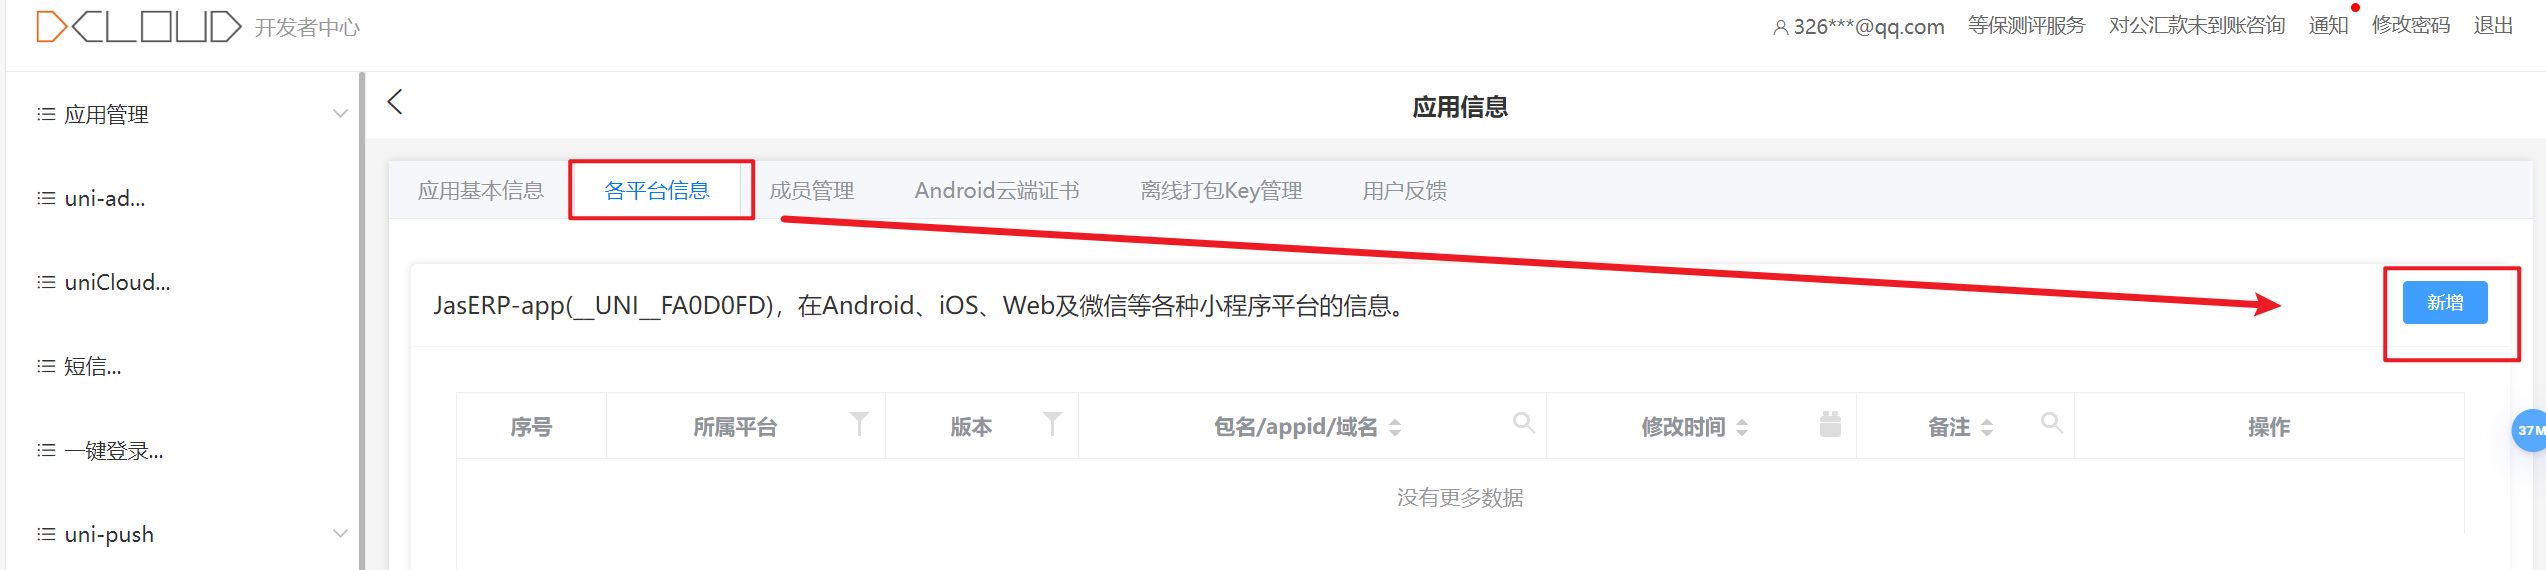 DCLOUD 开发者中心
326***@qq.com 等保测评服务 对公汇款未到账咨询 通知 修改密码 退出
应用管理
uni-ad...
uniCloud...
短信...
一键登录...
uni-push
应用信息
应用基本信息 各平台信息 成员管理 Android云端证书 离线打包Key管理 用户反馈
JasERP-app(__UNI__FA0D0FD)，在Android、iOS、Web及微信等各种小程序平台的信息。
新增
序号 所属平台 版本 包名/appid/域名 修改时间 备注 操作
没有更多数据
37M